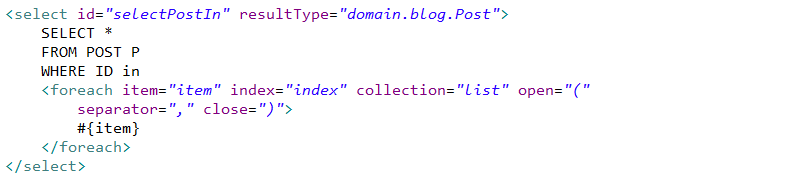 <select id="selectPostIn" resultType="domain.blog.Post">
    SELECT *
    FROM POST P
    WHERE ID in
    <foreach item="item" index="index" collection="list" open="("
        separator="," close=")">
        #{item}
    </foreach>
</select>